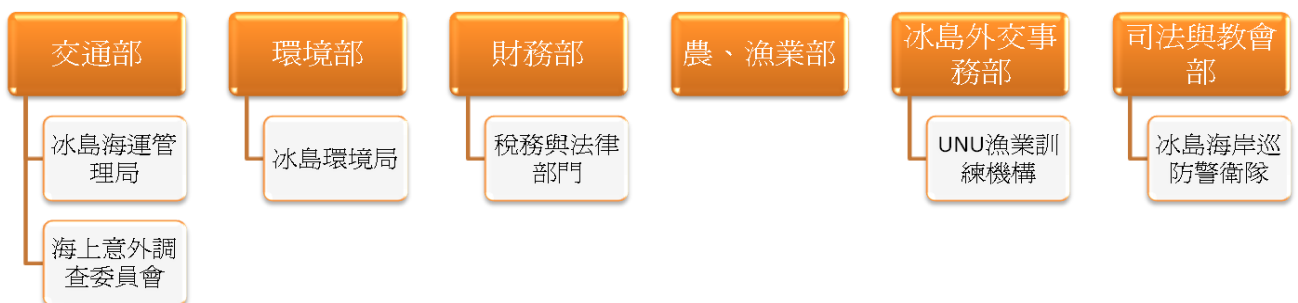 交通部
環境部
財務部
農、漁業部
冰島外交事
務部
司法與教會
部
冰島海運管
理局
冰島環境局
稅務與法律
部門
UNU漁業訓
練機構
冰島海岸巡
防警衛隊
海上意外調
查委員會